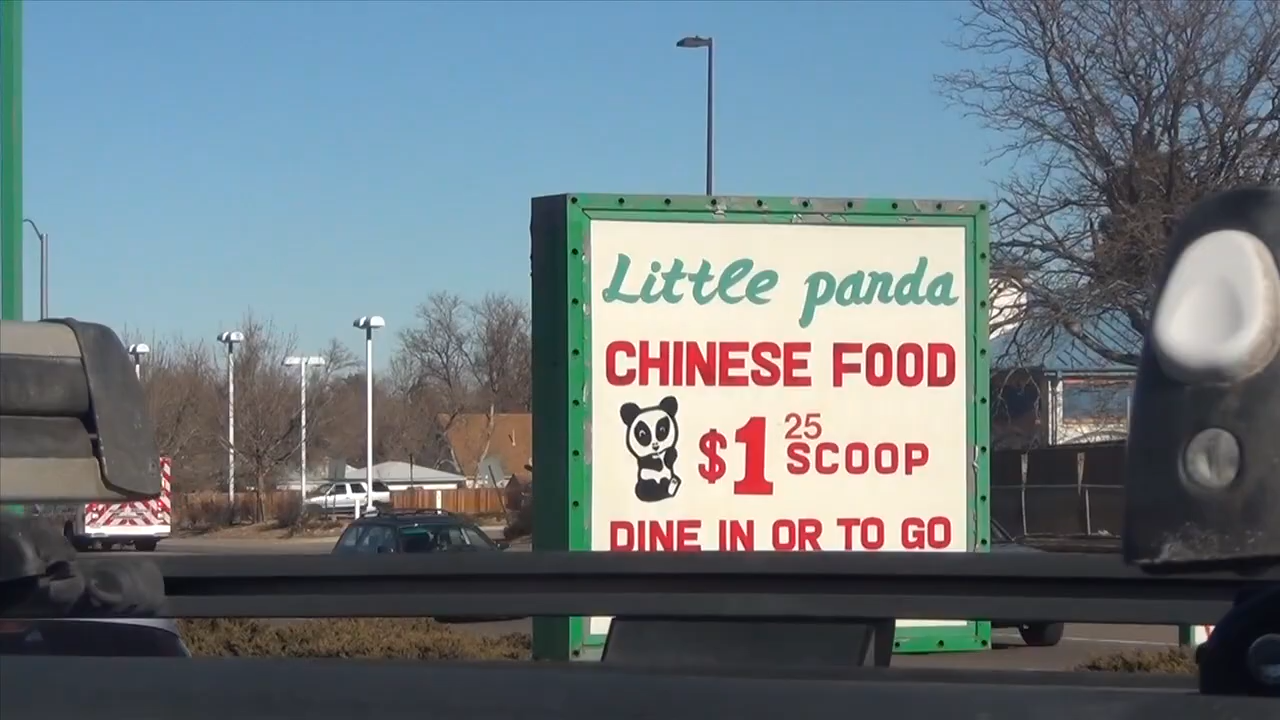 Little panda
CHINESE FOOD
$1 25 SCOOP
DINE IN OR TO GO